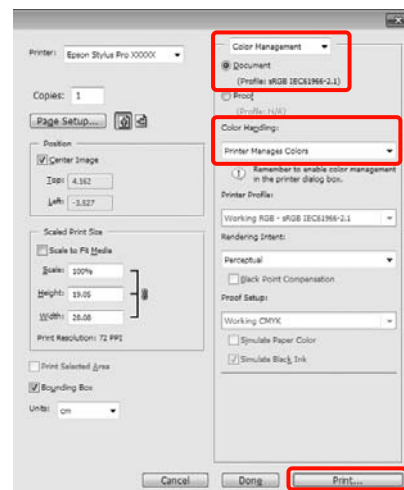 Printer: Epson Stylus Pro XXXXX
Copies: 1
Page Setup...
Position
Center Image
Top: 4.162
Left: -3.527
Scaled Print Size
Scale to Fit Media
Scale: 100%
Height: 19.05
Width: 28.08
Print Resolution: 72 PPI
Print Selected Area
Bounding Box
Units: cm
Color Management
Document
(Profile: sRGB IEC61966-2.1)
Proof
(Profile: N/A)
Color Handling:
Printer Manages Colors
Remember to enable color management
in the printer dialog box.
Printer Profile:
Working RGB - sRGB IEC61966-2.1
Rendering Intent:
Perceptual
Black Point Compensation
Proof Setup:
Working CMYK
Simulate Paper Color
Simulate Black Ink
Cancel
Done
Print...